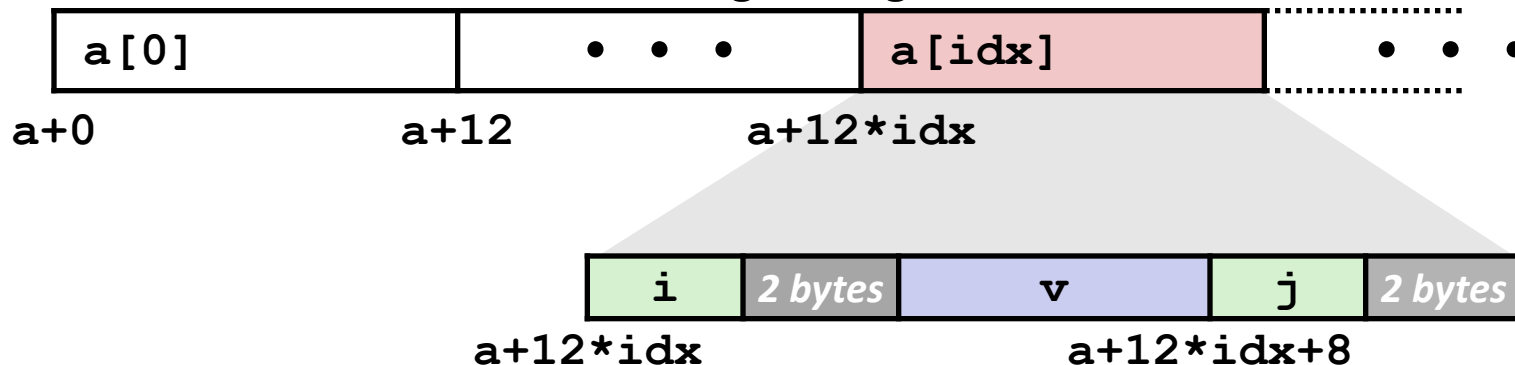 a[0] • • • a[idx] • • •
a+0 a+12 a+12*idx
i 2 bytes v j 2 bytes
a+12*idx a+12*idx+8